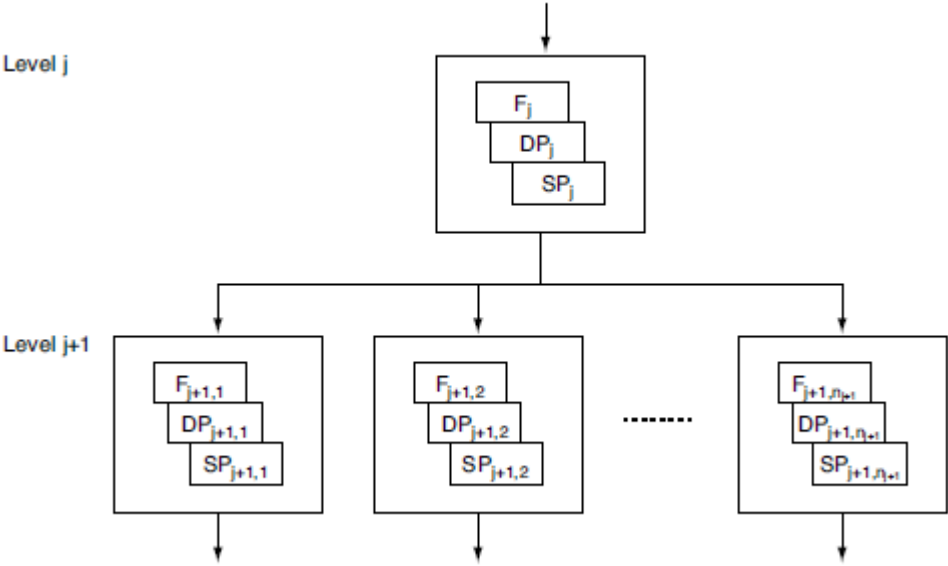 Level j
F_j
DP_j
SP_j
Level j+1
F_{j+1,1}
DP_{j+1,1}
SP_{j+1,1}
F_{j+1,2}
DP_{j+1,2}
SP_{j+1,2}
F_{j+1,n_{j+1}}
DP_{j+1,n_{j+1}}
SP_{j+1,n_{j+1}}